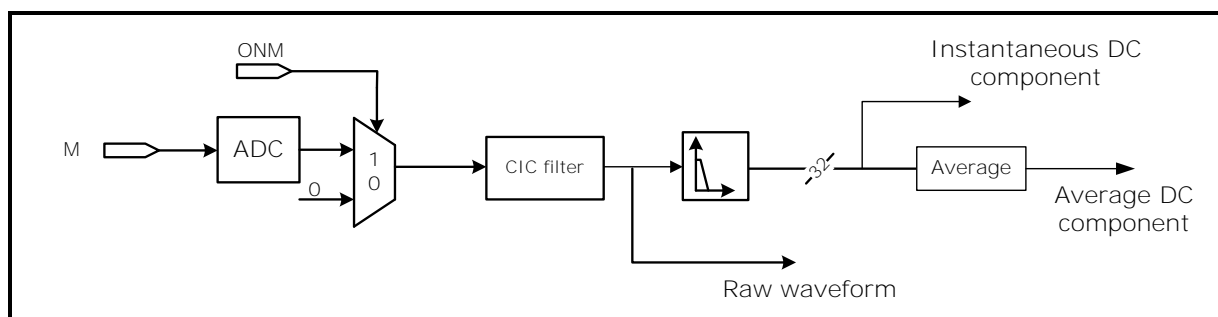 ONM
Instantaneous DC
component
M
ADC
1
0
0
CIC filter
32
Average
Average DC
component
Raw waveform